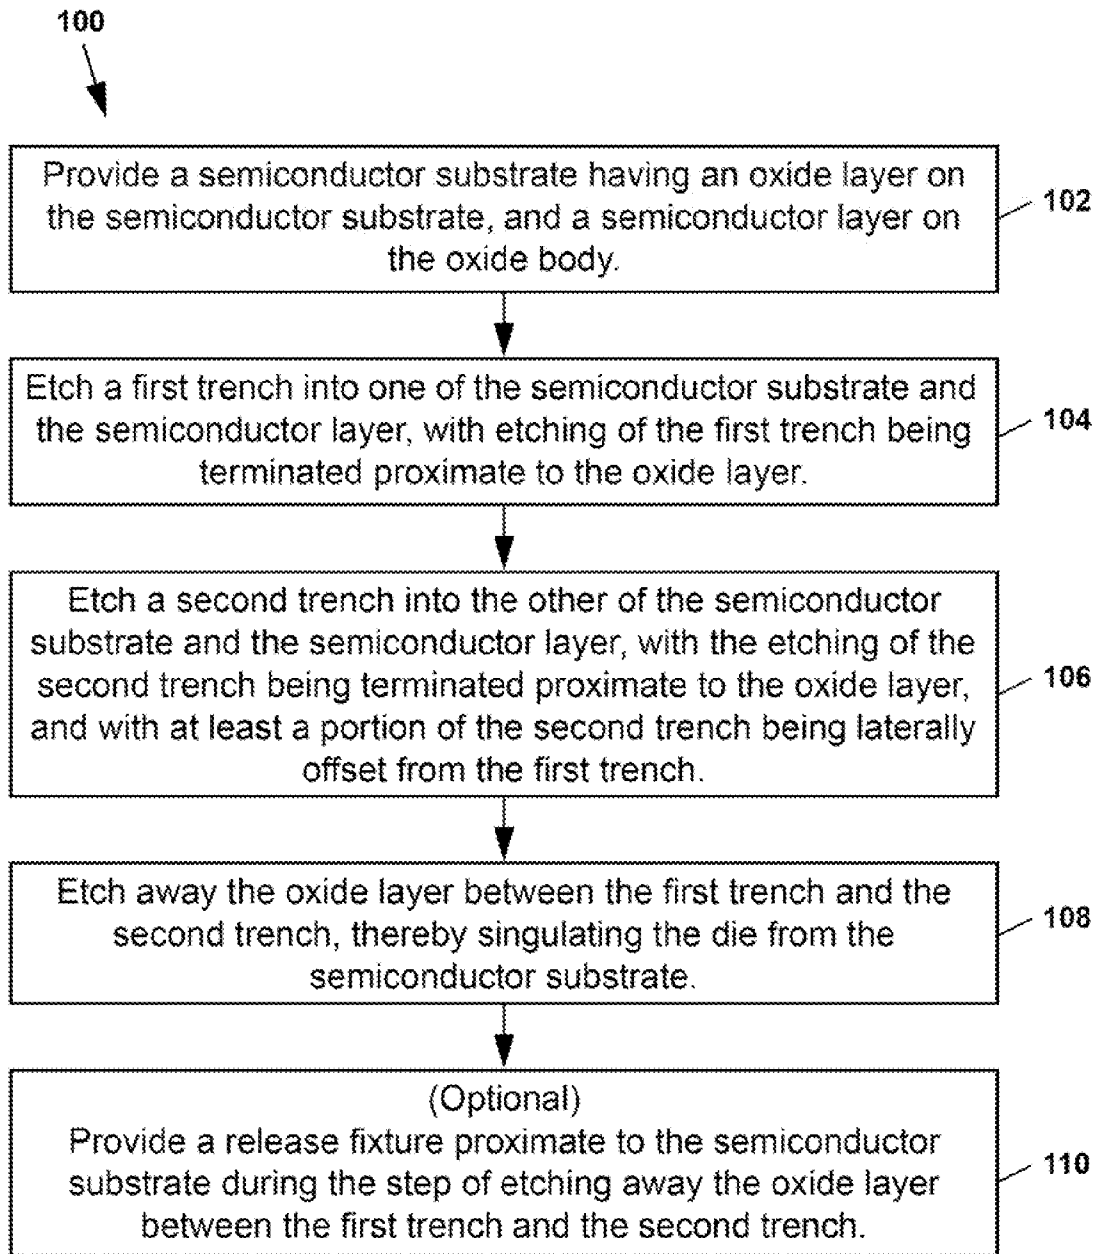 100
Provide a semiconductor substrate having an oxide layer on
the semiconductor substrate, and a semiconductor layer on
the oxide body.
102
Etch a first trench into one of the semiconductor substrate and
the semiconductor layer, with etching of the first trench being
terminated proximate to the oxide layer.
104
Etch a second trench into the other of the semiconductor
substrate and the semiconductor layer, with the etching of the
second trench being terminated proximate to the oxide layer,
and with at least a portion of the second trench being laterally
offset from the first trench.
106
Etch away the oxide layer between the first trench and the
second trench, thereby singulating the die from the
semiconductor substrate.
108
(Optional)
Provide a release fixture proximate to the semiconductor
substrate during the step of etching away the oxide layer
between the first trench and the second trench.
110